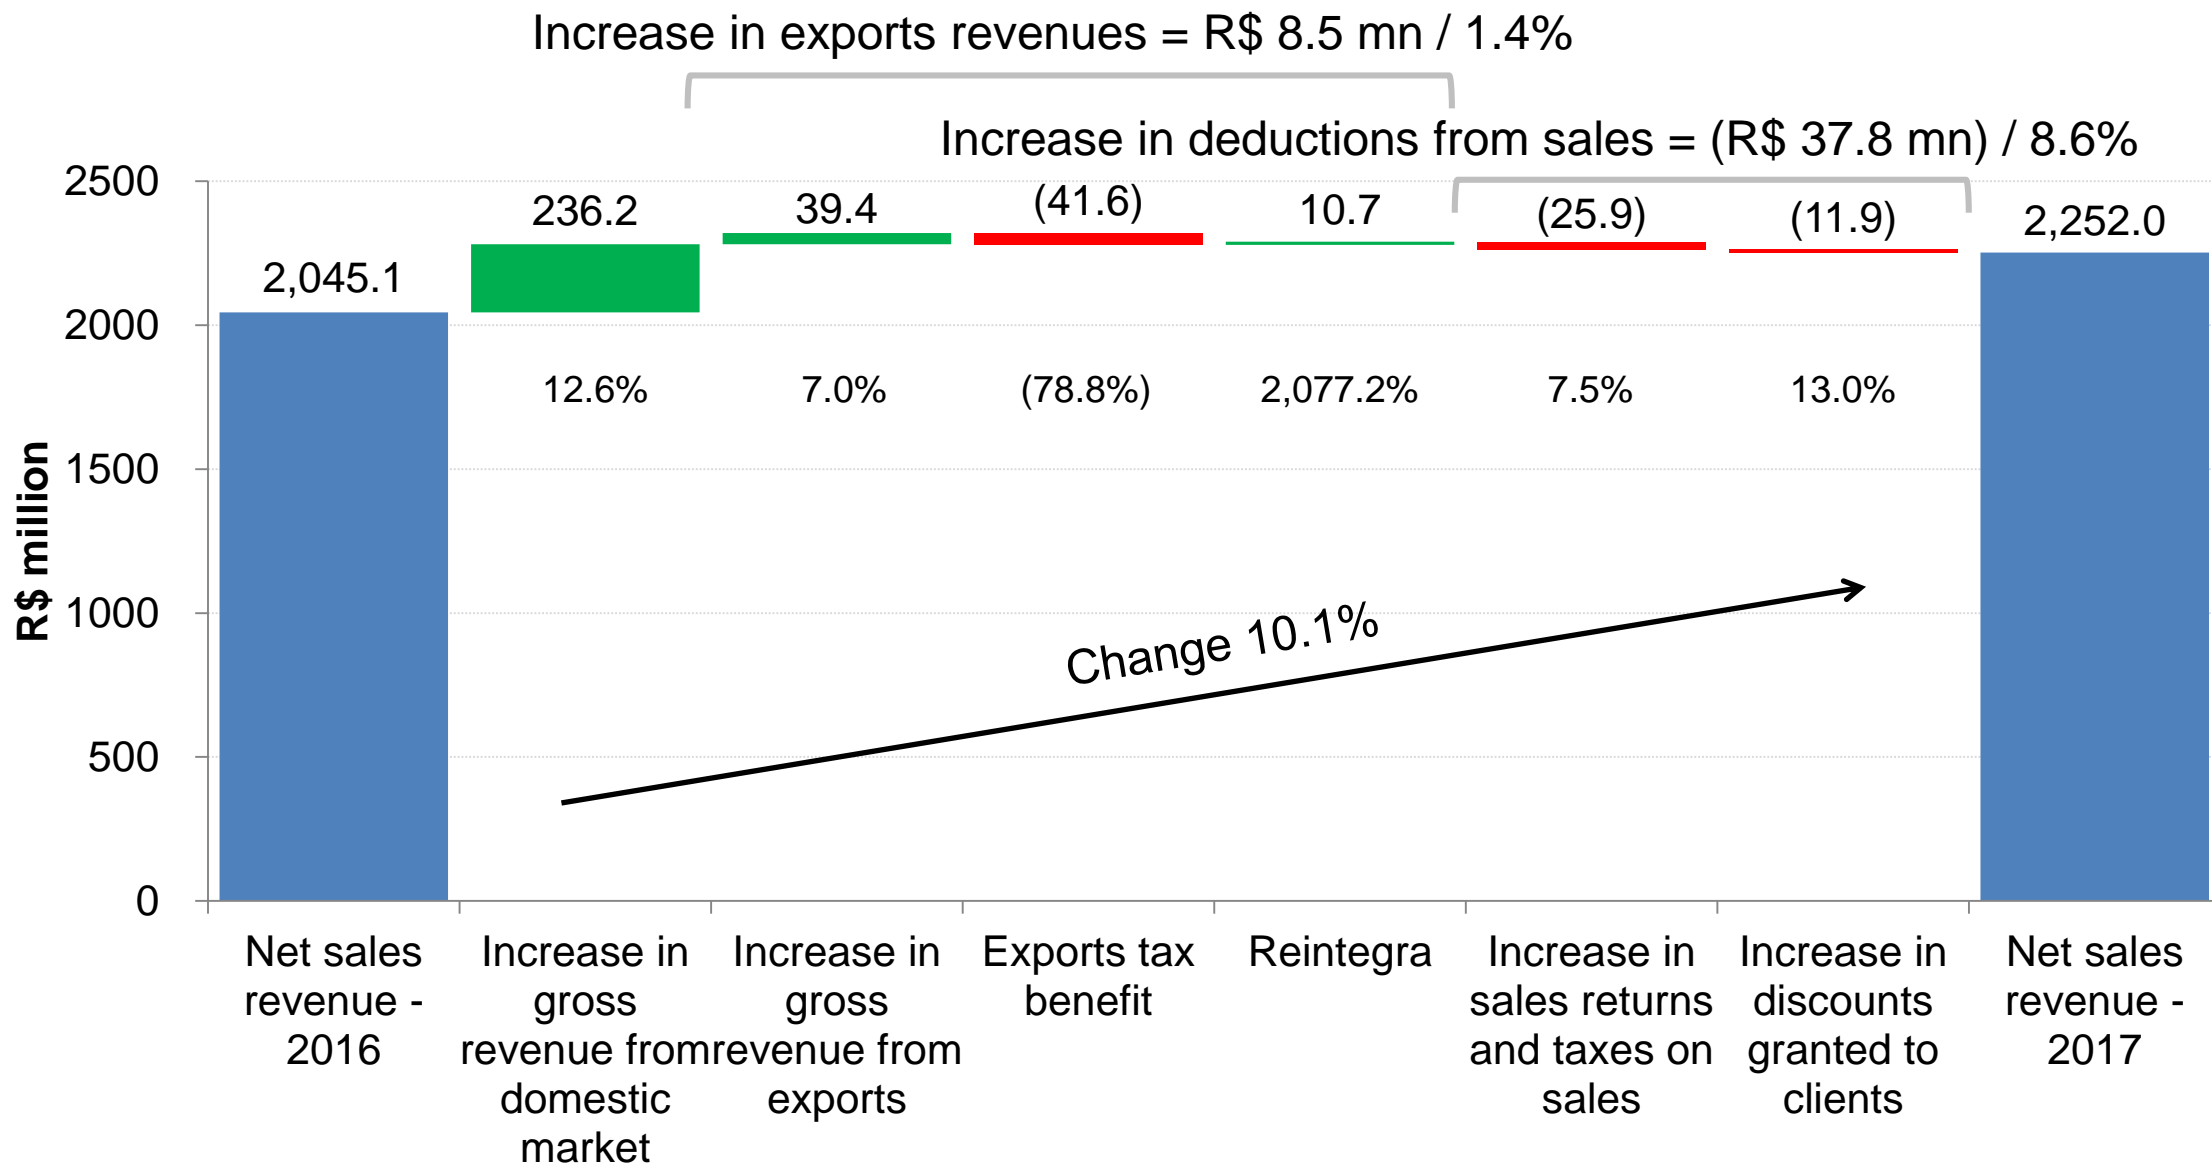 Increase in exports revenues = R$ 8.5 mn / 1.4%
Increase in deductions from sales = (R$ 37.8 mn) / 8.6%
2500
2000
1500
1000
500
0
R$ million
2,045.1
236.2
39.4
(41.6)
10.7
(25.9)
(11.9)
2,252.0
12.6%
7.0%
(78.8%)
2,077.2%
7.5%
13.0%
Change 10.1%
Net sales
revenue -
2016
Increase in
gross
revenue from
domestic
market
Increase in
gross
revenue from
exports
Exports tax
benefit
Reintegra
Increase in
sales returns
and taxes on
sales
Increase in
discounts
granted to
clients
Net sales
revenue -
2017